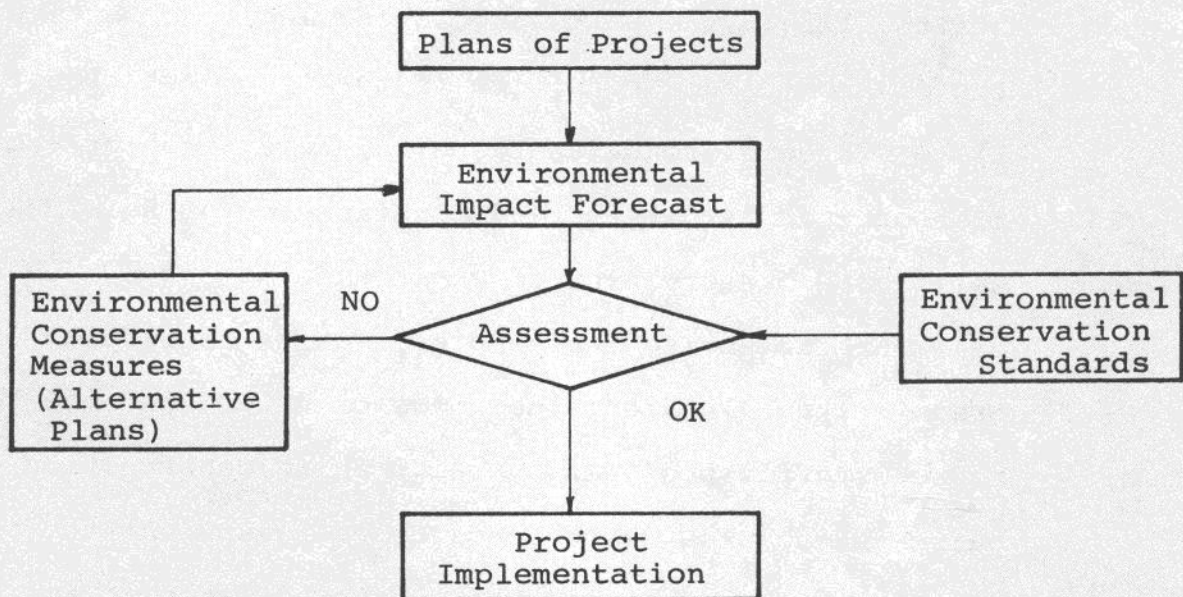 Plans of Projects
Environmental
Impact Forecast
Environmental
Conservation
Measures
(Alternative
Plans)
NO
Assessment
Environmental
Conservation
Standards
OK
Project
Implementation